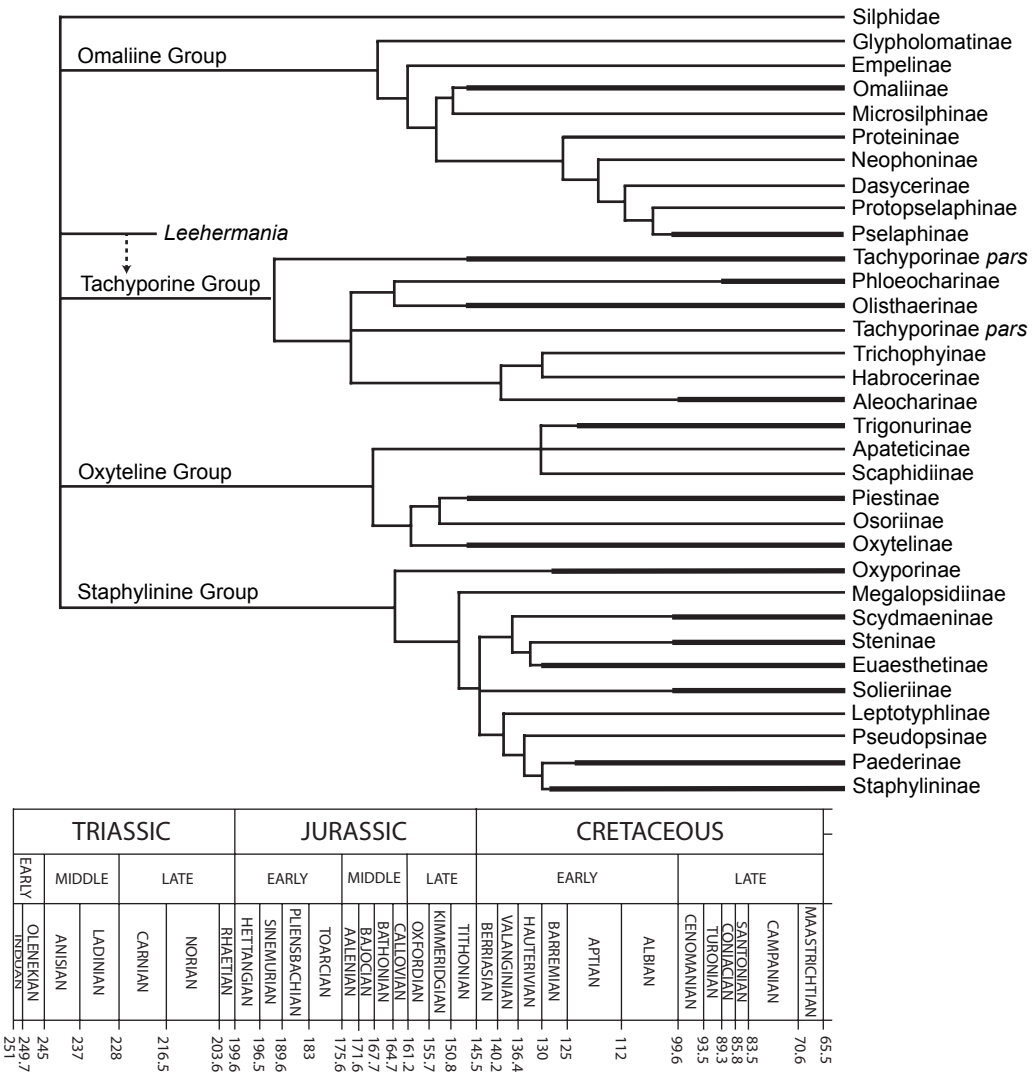 Silphidae
Omaliine Group
Glypholomatinae
Empelinae
Omaliinae
Microsilphinae
Proteininae
Neophoninae
Dasycerinae
Protopselaphinae
Leehermania
Pselaphinae
Tachyporinae pars
Tachyporine Group
Phloeocharinae
Olisthaerinae
Tachyporinae pars
Trichophyinae
Habrocerinae
Aleocharinae
Trigonurinae
Apateticinae
Oxyteline Group
Scaphidiinae
Piestinae
Osoriinae
Oxytelinae
Oxyporinae
Staphylinine Group
Megalopsidiinae
Scydmaeninae
Steninae
Euaesthetinae
Solieriinae
Leptotyphlinae
Pseudopsinae
Paederinae
Staphylininae
TRIASSIC JURASSIC CRETACEOUS
EARLY MIDDLE LATE EARLY MIDDLE LATE EARLY LATE
INDUAN
OLENEKIAN
ANISIAN
LADINIAN
CARNIAN
NORIAN
RHAETIAN
HETTANGIAN
SINEMURIAN
PLIENSBACHIAN
TOARCIAN
AALENIAN
BAJOCIAN
BATHONIAN
CALLOVIAN
OXFORDIAN
KIMMERIDGIAN
TITHONIAN
BERRIASIAN
VALANGINIAN
HAUTERIVIAN
BARREMIAN
APTIAN
ALBIAN
CENOMANIAN
TURONIAN
CONIACIAN
SANTONIAN
CAMPANIAN
MAASTRICHTIAN
251
249.7
245
237
228
216.5
203.6
199.6
196.5
189.6
183
175.6
171.6
167.7
164.7
161.2
155.7
150.8
145.5
140.2
136.4
130
125
112
99.6
93.5
89.3
85.8
83.5
70.6
65.5